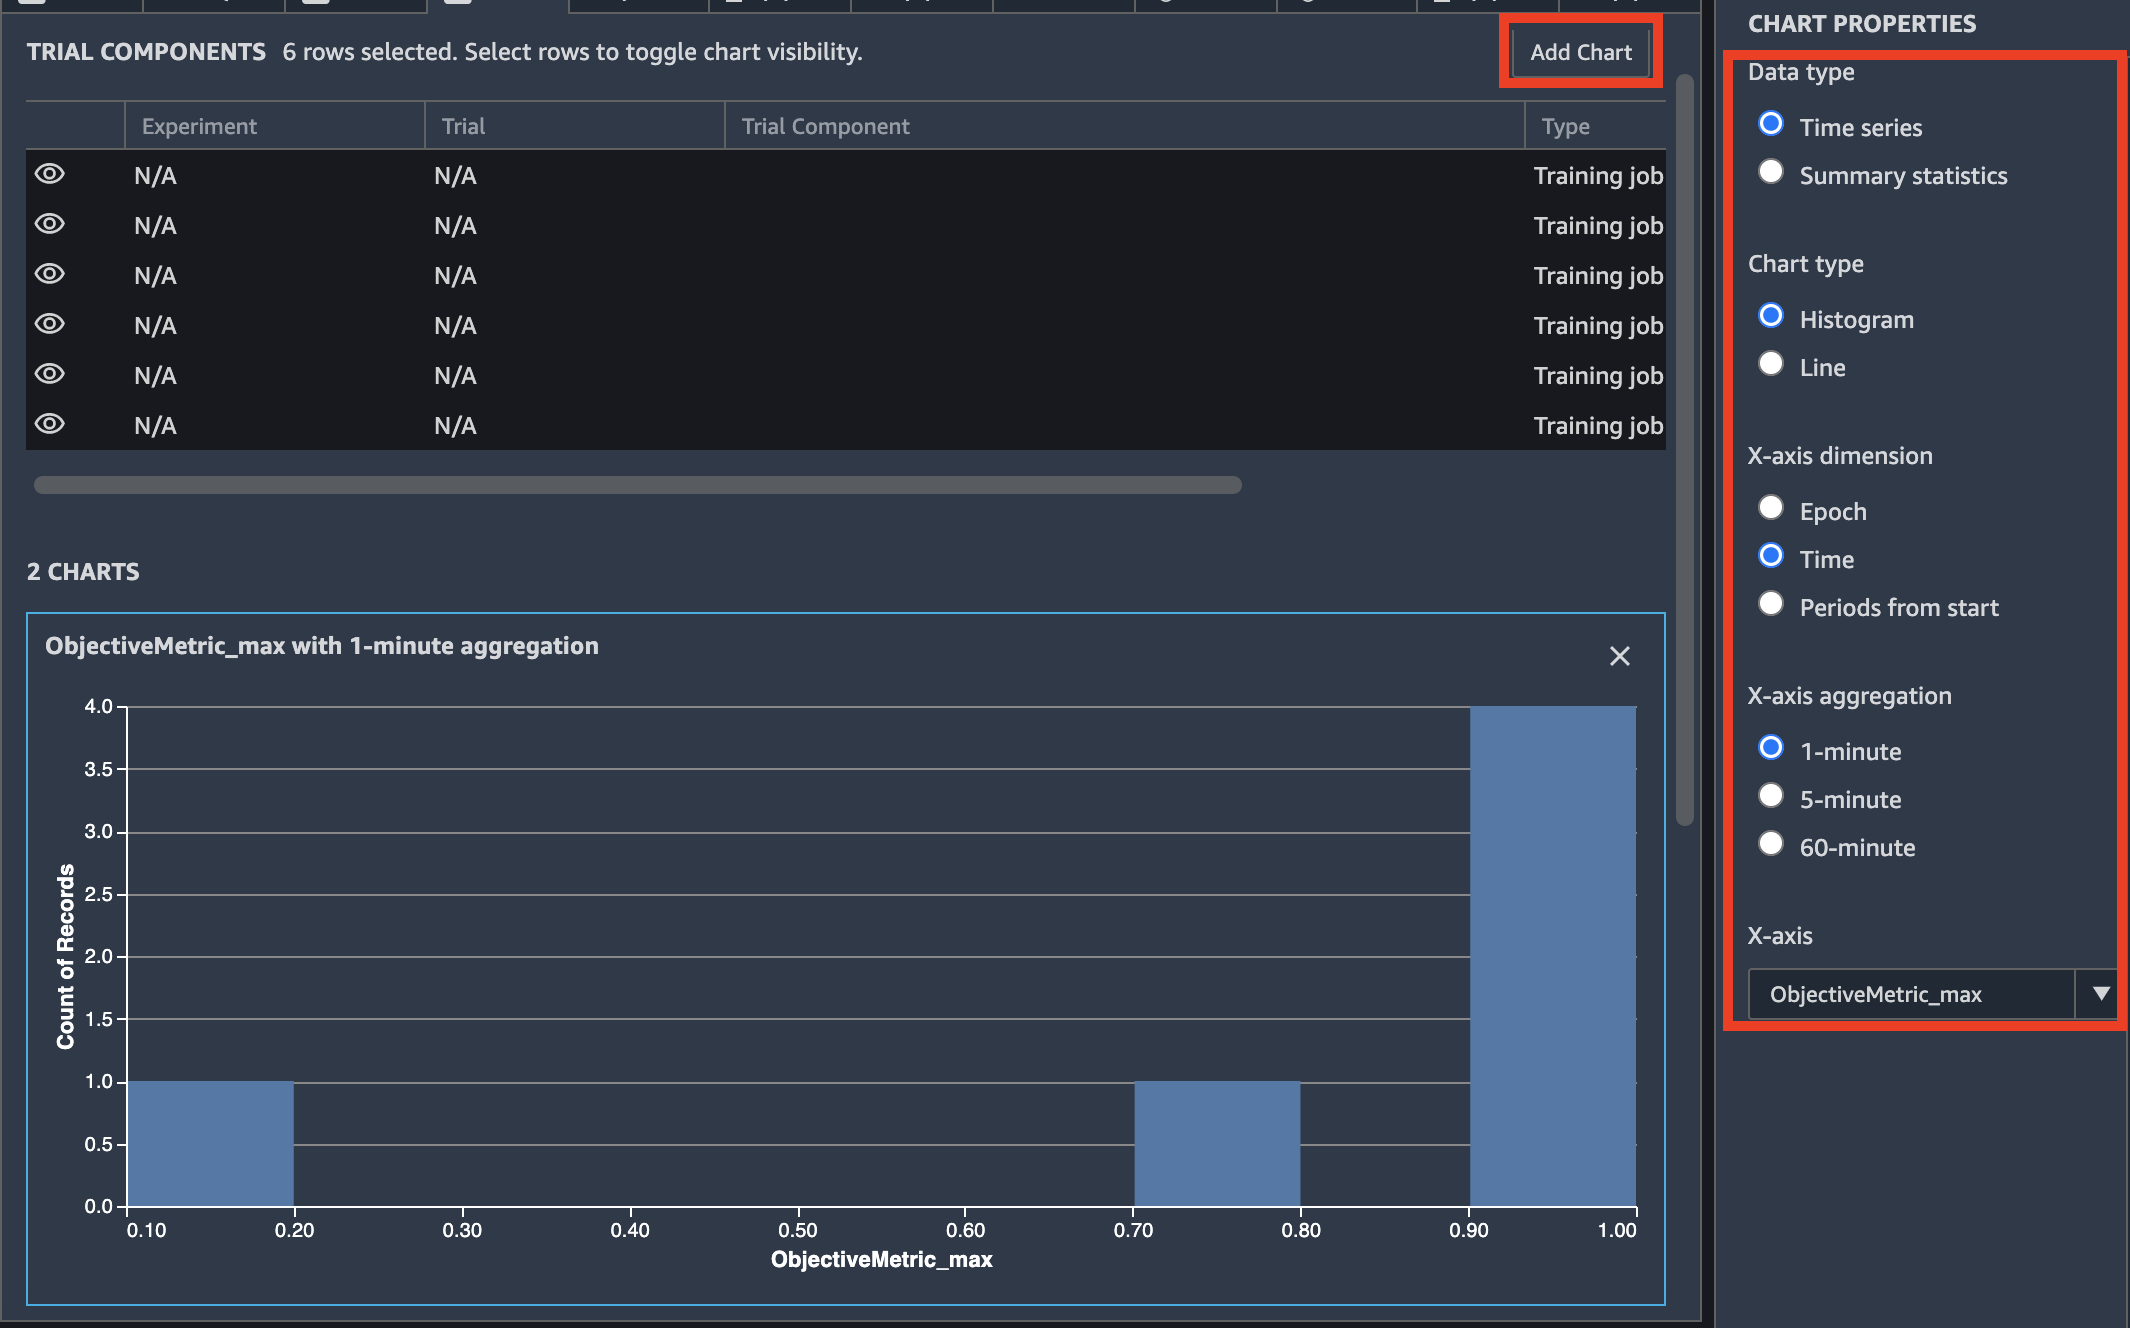 TRIAL COMPONENTS 6 rows selected. Select rows to toggle chart visibility.
Add Chart
Experiment Trial Trial Component Type
N/A N/A Training job
N/A N/A Training job
N/A N/A Training job
N/A N/A Training job
N/A N/A Training job
N/A N/A Training job
2 CHARTS
ObjectiveMetric_max with 1-minute aggregation
Count of Records
4.0
3.5
3.0
2.5
2.0
1.5
1.0
0.5
0.0
0.10 0.20 0.30 0.40 0.50 0.60 0.70 0.80 0.90 1.00
ObjectiveMetric_max
CHART PROPERTIES
Data type
Time series
Summary statistics
Chart type
Histogram
Line
X-axis dimension
Epoch
Time
Periods from start
X-axis aggregation
1-minute
5-minute
60-minute
X-axis
ObjectiveMetric_max